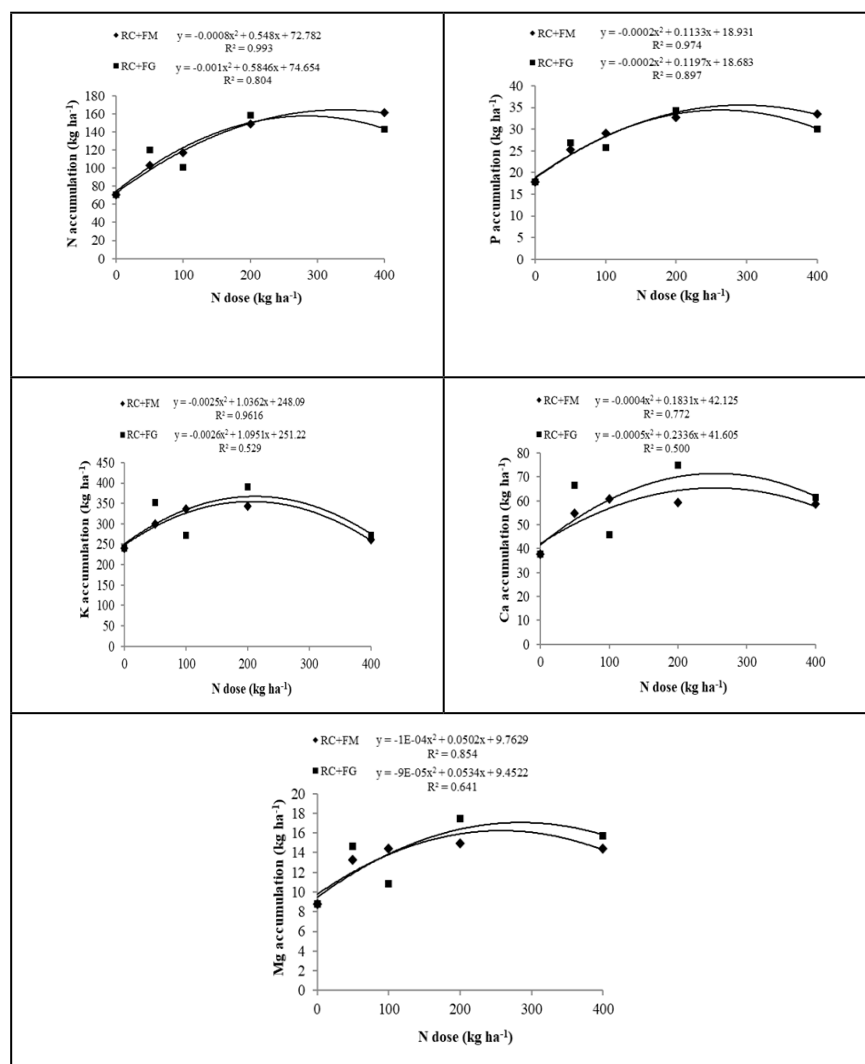 RC+FM y = -0.0008x² + 0.548x + 72.782
R² = 0.993
RC+FG y = -0.001x² + 0.5846x + 74.654
R² = 0.804
180
160
140
120
100
80
60
40
20
0
N accumulation (kg ha⁻¹)
0 100 200 300 400
N dose (kg ha⁻¹)
RC+FM y = -0.0002x² + 0.1133x + 18.931
R² = 0.974
RC+FG y = -0.0002x² + 0.1197x + 18.683
R² = 0.897
40
35
30
25
20
15
10
5
0
P accumulation (kg ha⁻¹)
0 100 200 300 400
N dose (kg ha⁻¹)
RC+FM y = -0.0025x² + 1.0362x + 248.09
R² = 0.9616
RC+FG y = -0.0026x² + 1.0951x + 251.22
R² = 0.529
450
400
350
300
250
200
150
100
50
0
K accumulation (kg ha⁻¹)
0 100 200 300 400
N dose (kg ha⁻¹)
RC+FM y = -0.0004x² + 0.1831x + 42.125
R² = 0.772
RC+FG y = -0.0005x² + 0.2336x + 41.605
R² = 0.500
80
70
60
50
40
30
20
10
0
Ca accumulation (kg ha⁻¹)
0 100 200 300 400
N dose (kg ha⁻¹)
RC+FM y = -1E-04x² + 0.0502x + 9.7629
R² = 0.854
RC+FG y = -9E-05x² + 0.0534x + 9.4522
R² = 0.641
20
18
16
14
12
10
8
6
4
2
0
Mg accumulation (kg ha⁻¹)
0 100 200 300 400
N dose (kg ha⁻¹)